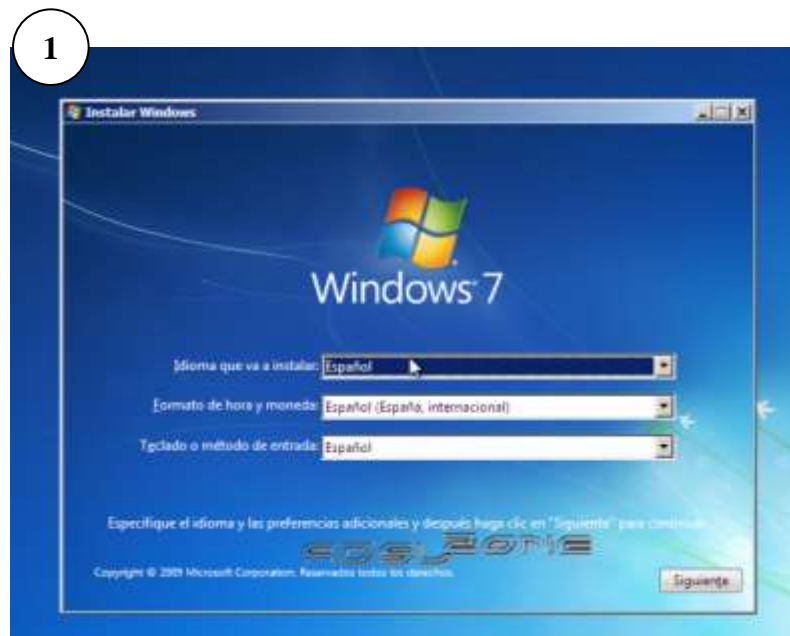 1
Instalar Windows
Windows 7
Idioma que va a instalar: Español
Formato de hora y moneda: Español (España, internacional)
Teclado o método de entrada: Español
Especifique el idioma y las preferencias adicionales y después haga clic en "Siguiente" para continuar.
Copyright © 2009 Microsoft Corporation. Reservados todos los derechos.
Siguiente